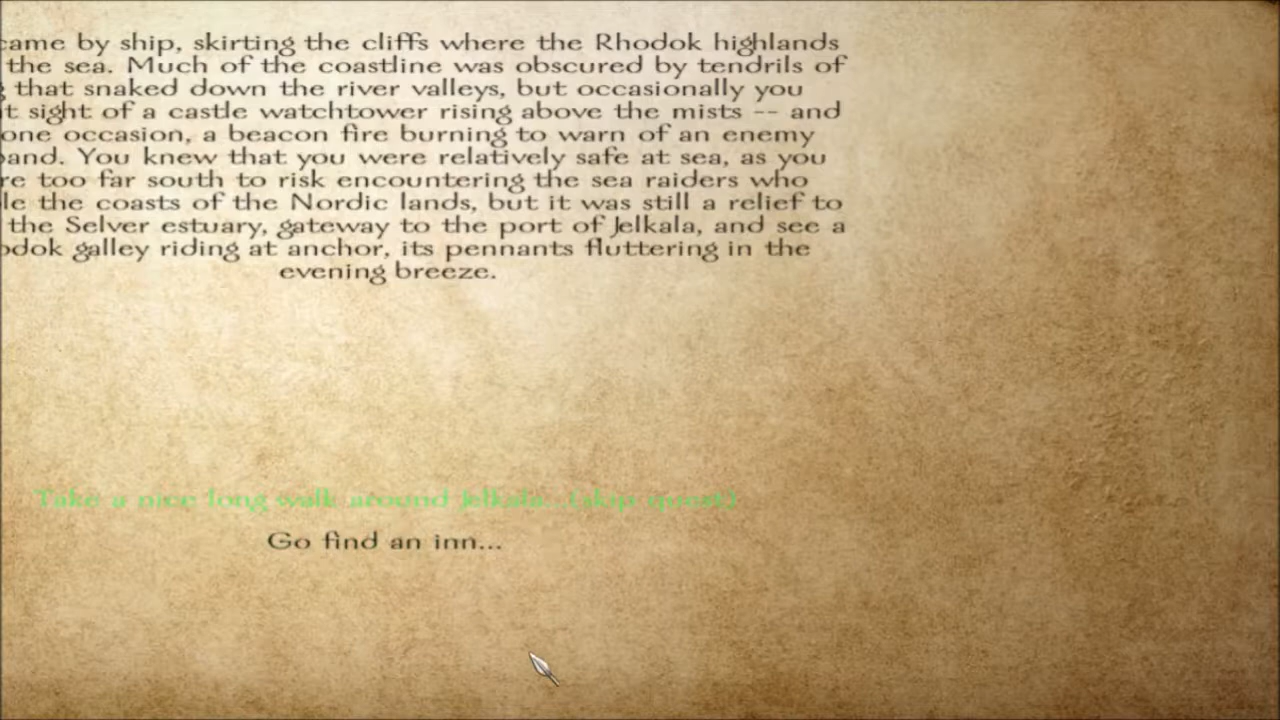 came by ship, skirting the cliffs where the Rhodok highlands
the sea. Much of the coastline was obscured by tendrils of
that snaked down the river valleys, but occasionally you
sight of a castle watchtower rising above the mists -- and
one occasion, a beacon fire burning to warn of an enemy
You knew that you were relatively safe at sea, as you
too far south to risk encountering the sea raiders who
the coasts of the Nordic lands, but it was still a relief to
the Selver estuary, gateway to the port of Jelkala, and see a
galley riding at anchor, its pennants fluttering in the
evening breeze.
Take a nice long walk around Jelkala...(skip quest)
Go find an inn...